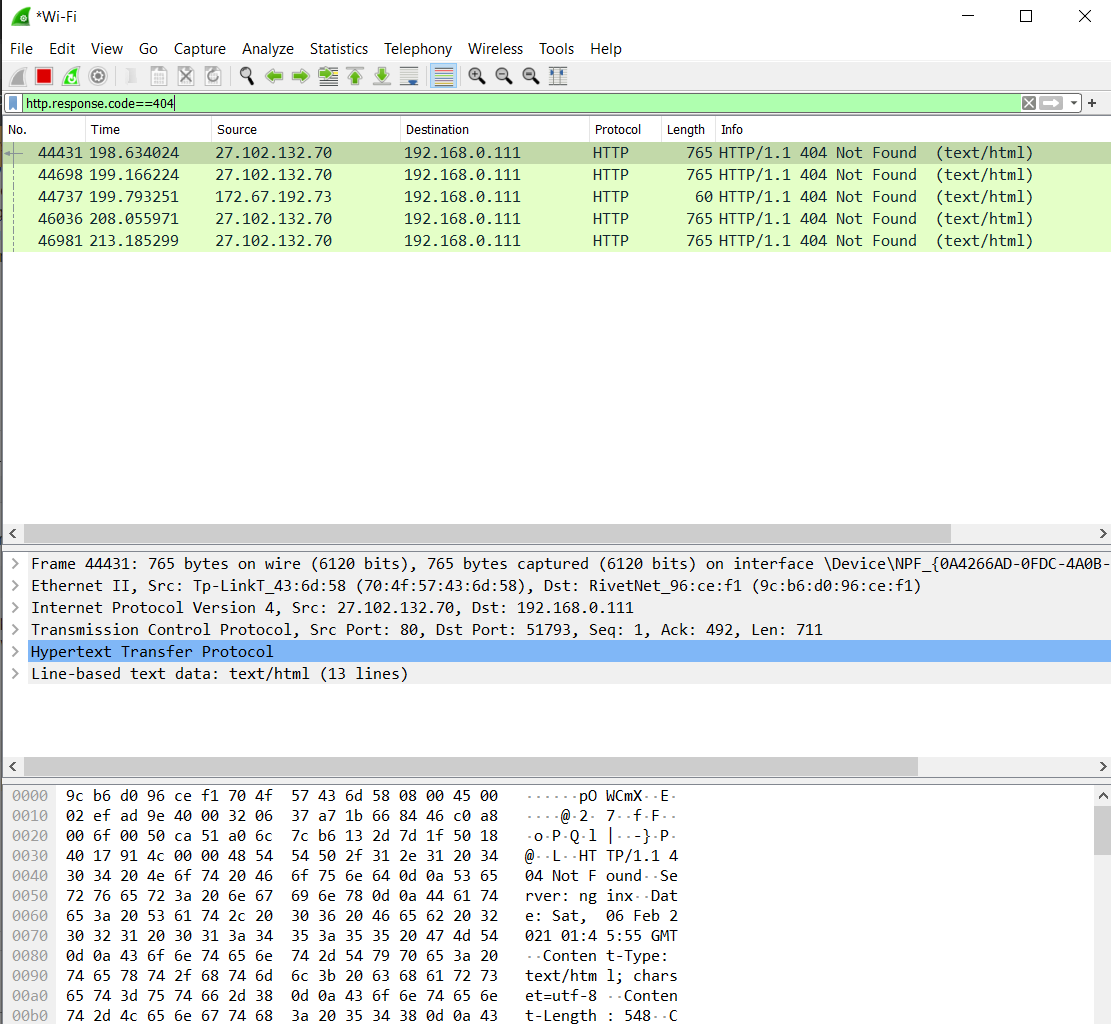 *Wi-Fi
File Edit View Go Capture Analyze Statistics Telephony Wireless Tools Help
http.response.code==404
No. Time Source Destination Protocol Length Info
44431 198.634024 27.102.132.70 192.168.0.111 HTTP 765 HTTP/1.1 404 Not Found (text/html)
44698 199.166224 27.102.132.70 192.168.0.111 HTTP 765 HTTP/1.1 404 Not Found (text/html)
44737 199.793251 172.67.192.73 192.168.0.111 HTTP 60 HTTP/1.1 404 Not Found (text/html)
46036 208.055971 27.102.132.70 192.168.0.111 HTTP 765 HTTP/1.1 404 Not Found (text/html)
46981 213.185299 27.102.132.70 192.168.0.111 HTTP 765 HTTP/1.1 404 Not Found (text/html)
Frame 44431: 765 bytes on wire (6120 bits), 765 bytes captured (6120 bits) on interface \Device\NPF_{0A4266AD-0FDC-4A0B-
Ethernet II, Src: Tp-LinkT_43:6d:58 (70:4f:57:43:6d:58), Dst: RivetNet_96:ce:f1 (9c:b6:d0:96:ce:f1)
Internet Protocol Version 4, Src: 27.102.132.70, Dst: 192.168.0.111
Transmission Control Protocol, Src Port: 80, Dst Port: 51793, Seq: 1, Ack: 492, Len: 711
Hypertext Transfer Protocol
Line-based text data: text/html (13 lines)
0000 9c b6 d0 96 ce f1 70 4f 57 43 6d 58 08 00 45 00 ······pO WCmX··E·
0010 02 ef ad 9e 40 00 32 06 37 a7 1b 66 84 46 c0 a8 ····@·2· 7··f·F··
0020 00 6f 00 50 ca 51 a0 6c 7c b6 13 2d 7d 1f 50 18 ·o·P·Q·l |··-}·P·
0030 40 17 91 4c 00 00 48 54 54 50 2f 31 2e 31 20 34 @··L··HT TP/1.1 4
0040 30 34 20 4e 6f 74 20 46 6f 75 6e 64 0d 0a 53 65 04 Not F ound··Se
0050 72 76 65 72 3a 20 6e 67 69 6e 78 0d 0a 44 61 74 rver: ng inx··Dat
0060 65 3a 20 53 61 74 2c 20 30 36 20 46 65 62 20 32 e: Sat, 06 Feb 2
0070 30 32 31 20 30 31 3a 34 35 3a 35 35 20 47 4d 54 021 01:4 5:55 GMT
0080 0d 0a 43 6f 6e 74 65 6e 74 2d 54 79 70 65 3a 20 ··Conten t-Type:
0090 74 65 78 74 2f 68 74 6d 6c 3b 20 63 68 61 72 73 text/htm l; chars
00a0 65 74 3d 75 74 66 2d 38 0d 0a 43 6f 6e 74 65 6e et=utf-8 ··Conten
00b0 74 2d 4c 65 6e 67 74 68 3a 20 35 34 38 0d 0a 43 t-Length : 548··C